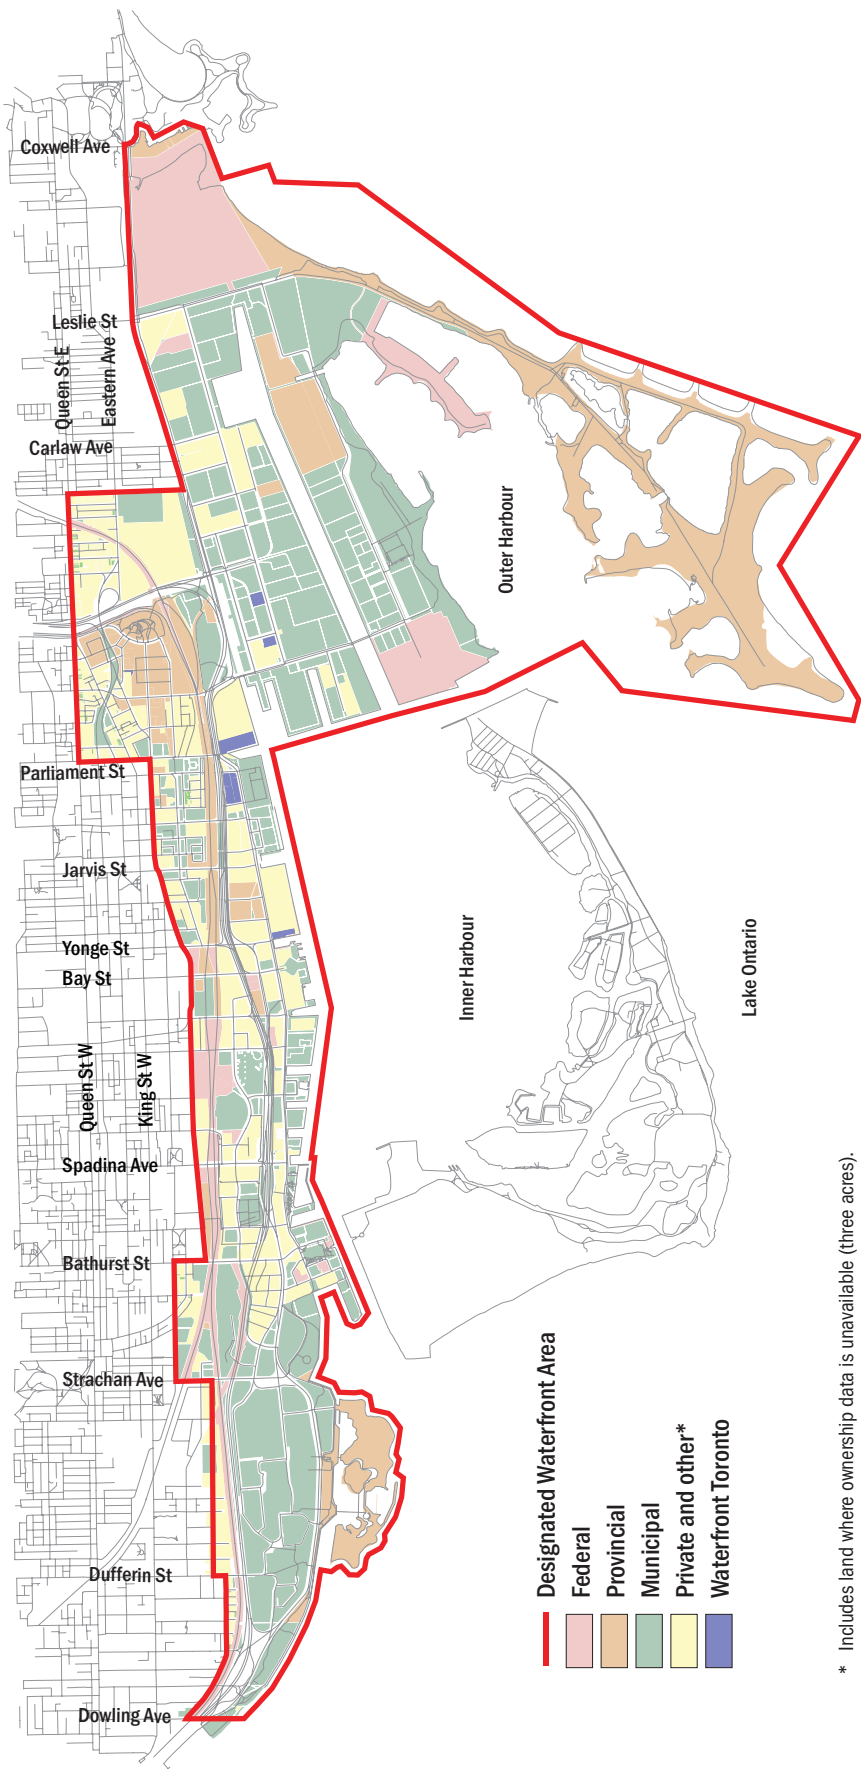 Coxwell Ave
Leslie St
Queen St E
Eastern Ave
Carlaw Ave
Parliament St
Jarvis St
Yonge St
Bay St
Queen St W
King St W
Spadina Ave
Bathurst St
Strachan Ave
Dufferin St
Dowling Ave
Outer Harbour
Inner Harbour
Lake Ontario
Designated Waterfront Area
Federal
Provincial
Municipal
Private and other*
Waterfront Toronto
* Includes land where ownership data is unavailable (three acres).